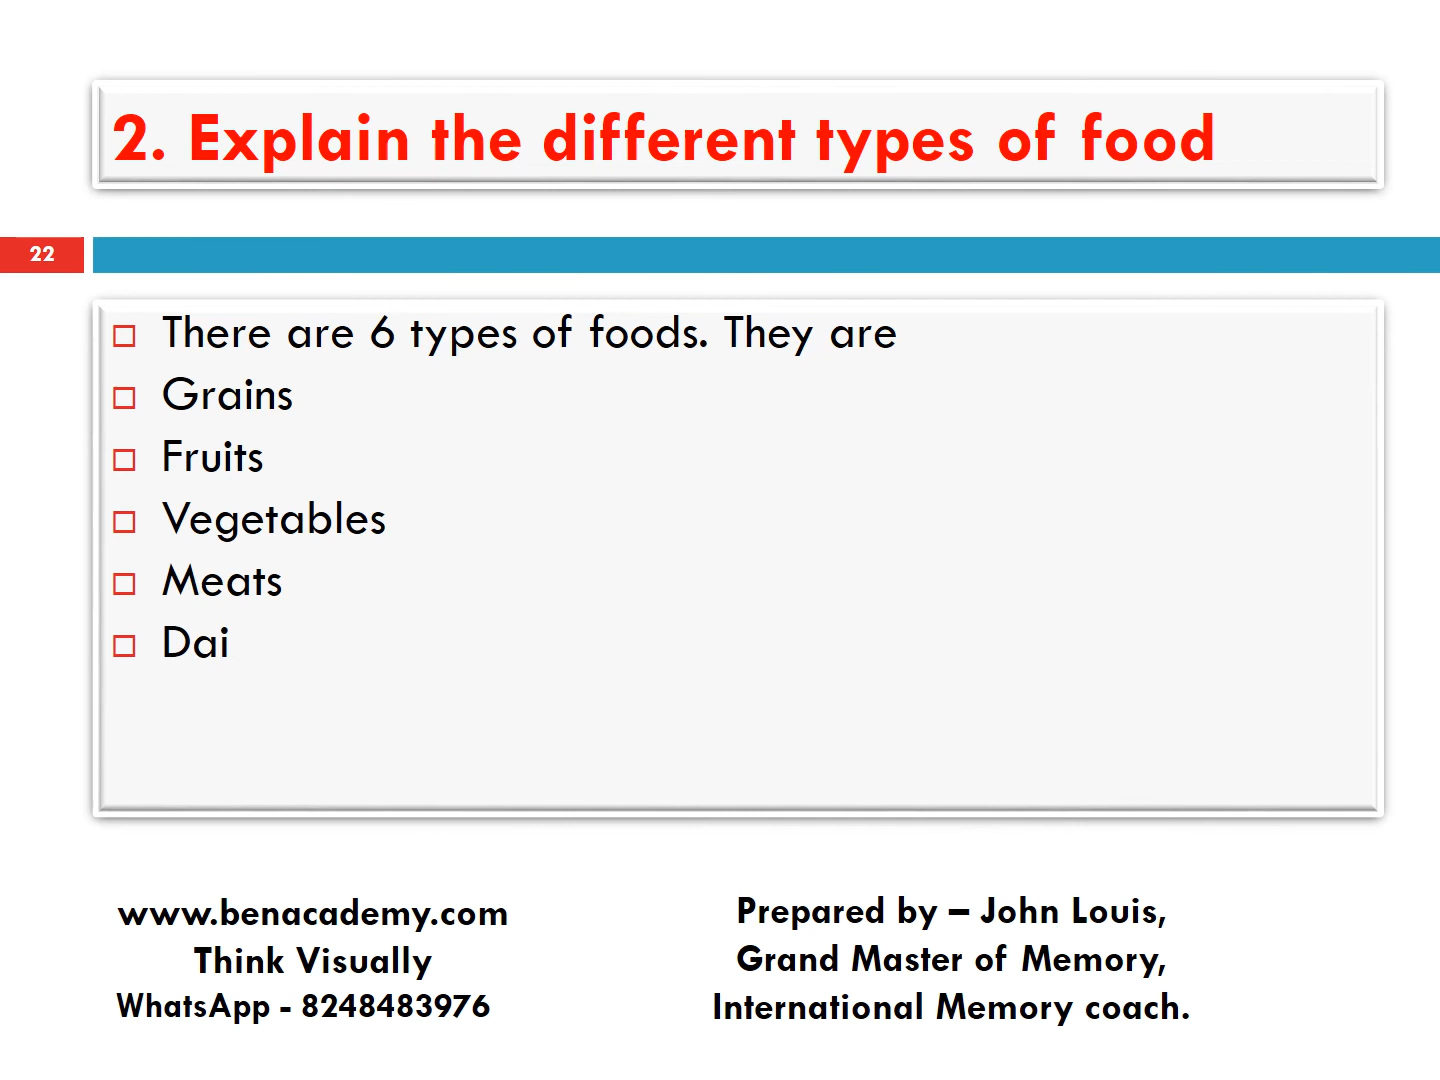 2. Explain the different types of food
22
There are 6 types of foods. They are
Grains
Fruits
Vegetables
Meats
Dai
www.benacademy.com
Think Visually
WhatsApp - 8248483976
Prepared by – John Louis,
Grand Master of Memory,
International Memory coach.